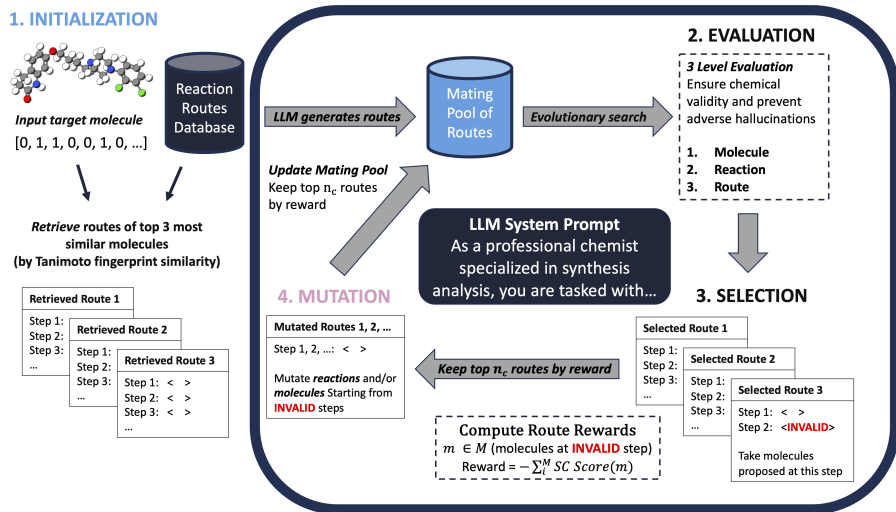 1. INITIALIZATION
Input target molecule
[0, 1, 1, 0, 0, 1, 0, ...]
Reaction
Routes
Database
Retrieve routes of top 3 most
similar molecules
(by Tanimoto fingerprint similarity)
Retrieved Route 1
Step 1:
Step 2:
Step 3:
...
Retrieved Route 2
Step 1:
Step 2:
Step 3:
...
Retrieved Route 3
Step 1: < >
Step 2: < >
Step 3: < >
...
LLM generates routes
Mating
Pool of
Routes
Evolutionary search
2. EVALUATION
3 Level Evaluation
Ensure chemical
validity and prevent
adverse hallucinations
1. Molecule
2. Reaction
3. Route
Update Mating Pool
Keep top n_c routes
by reward
LLM System Prompt
As a professional chemist
specialized in synthesis
analysis, you are tasked with...
3. SELECTION
Selected Route 1
Step 1:
Step 2:
Step 3:
...
Selected Route 2
Step 1:
Step 2:
Step 3:
...
Selected Route 3
Step 1: < >
Step 2: <INVALID>
Take molecules
proposed at this step
Keep top n_c routes by reward
4. MUTATION
Mutated Routes 1, 2, ...
Step 1, 2, ...: < >
Mutate reactions and/or
molecules Starting from
INVALID steps
Compute Route Rewards
m ∈ M (molecules at INVALID step)
Reward = −∑_i^M SC Score(m)